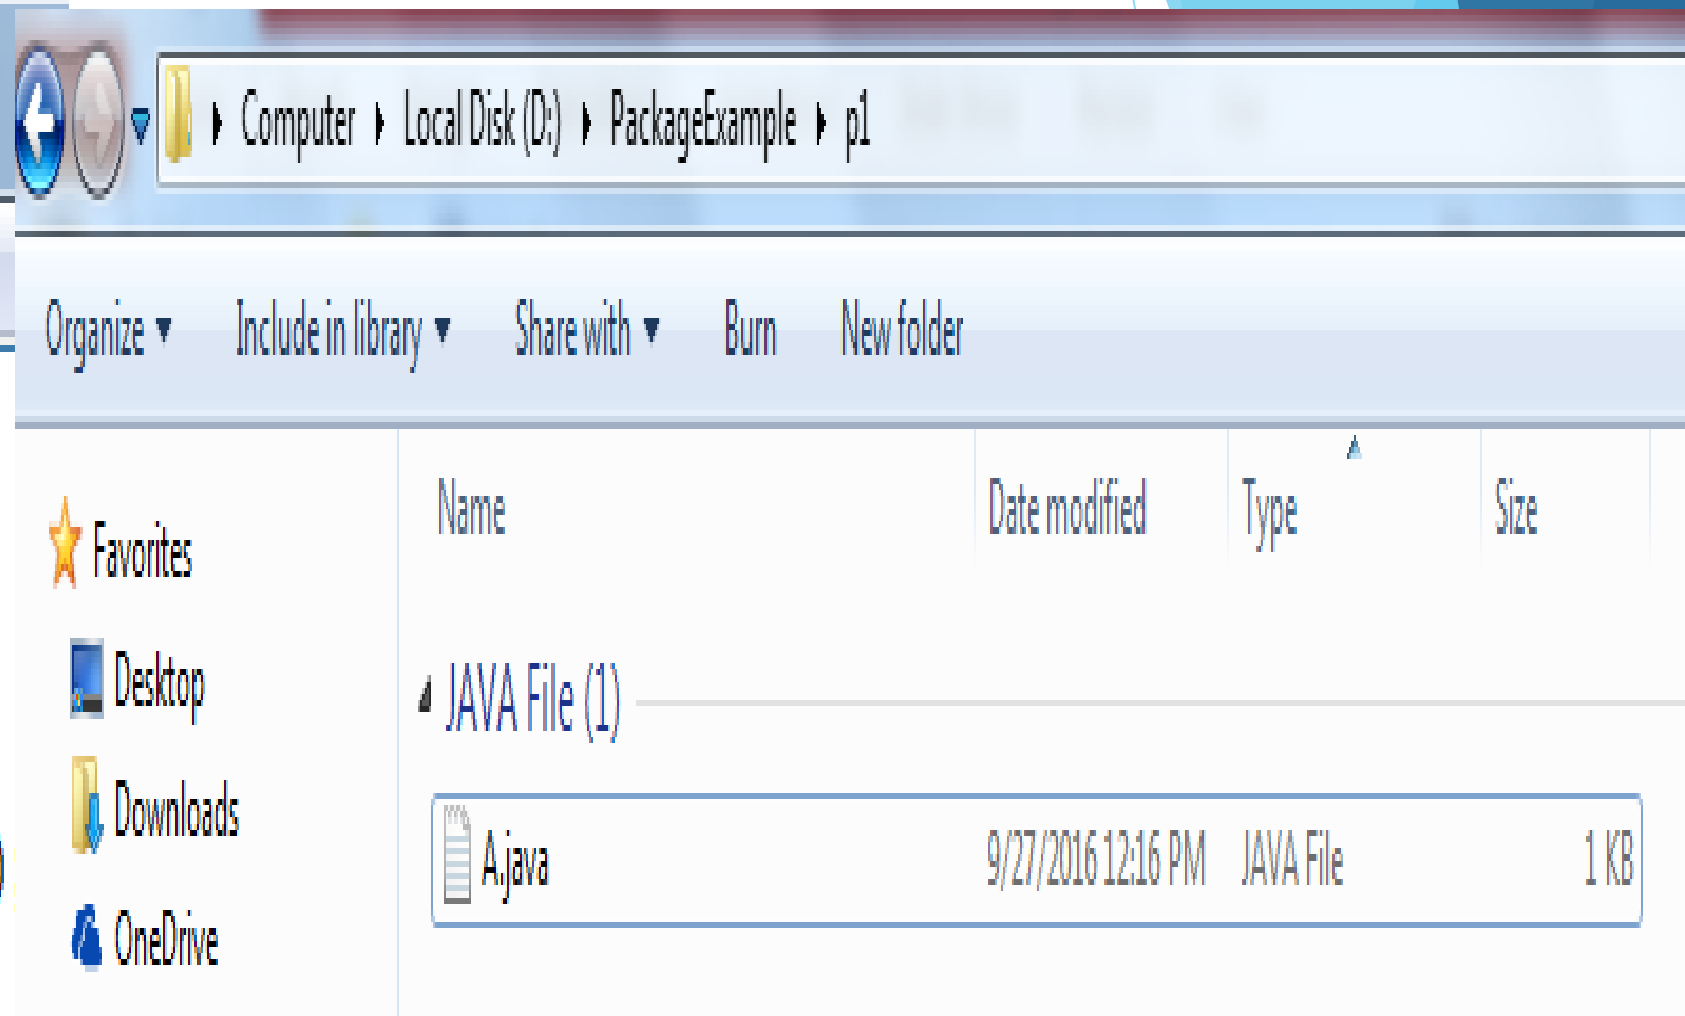 Computer Local Disk (D:) PackageExample p1
Organize Include in library Share with Burn New folder
Name Date modified Type Size
Favorites
Desktop
Downloads
OneDrive
JAVA File (1)
A.java 9/27/2016 12:16 PM JAVA File 1 KB